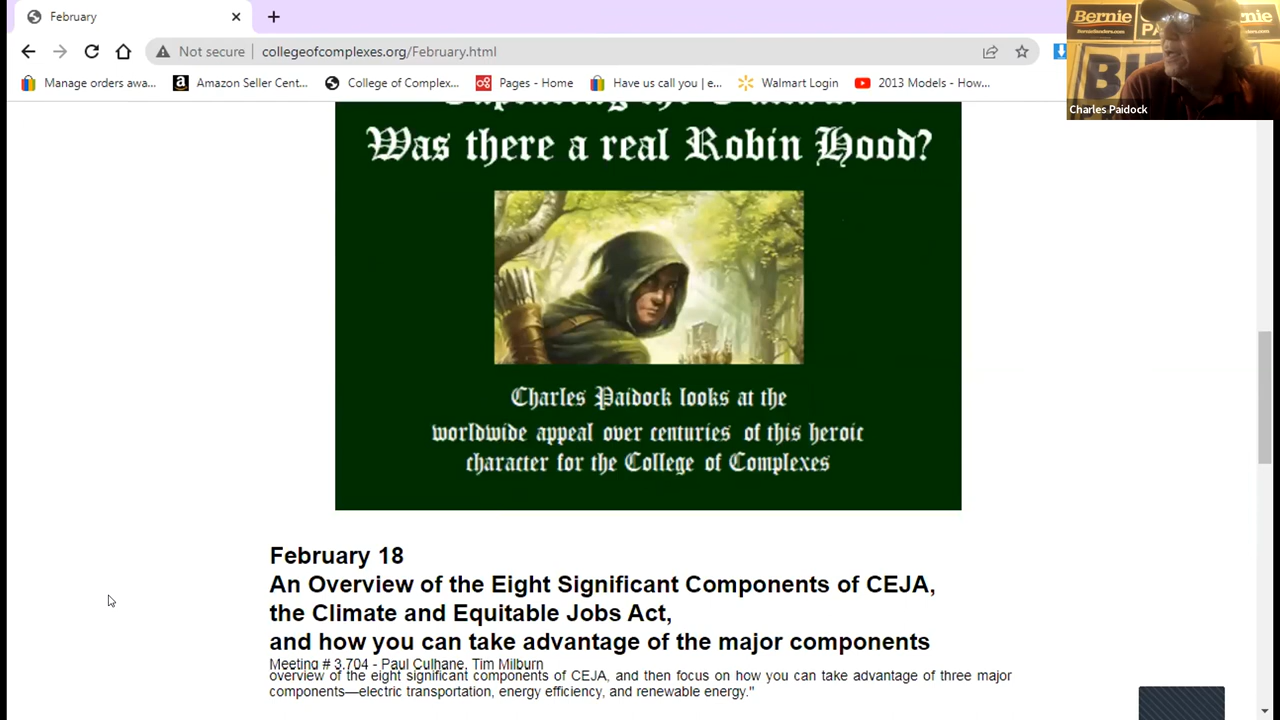 February
Not secure
collegeofcomplexes.org/February.html
Manage orders awa...
Amazon Seller Cent...
College of Complex...
Pages - Home
Have us call you | e...
Walmart Login
2013 Models - How...
Bernie
Charles Paidock
Was there a real Robin Hood?
Charles Paidock looks at the
worldwide appeal over centuries of this heroic
character for the College of Complexes
February 18
An Overview of the Eight Significant Components of CEJA,
the Climate and Equitable Jobs Act,
and how you can take advantage of the major components
Meeting # 3,704 - Paul Culhane, Tim Milburn
overview of the eight significant components of CEJA, and then focus on how you can take advantage of three major
components—electric transportation, energy efficiency, and renewable energy."